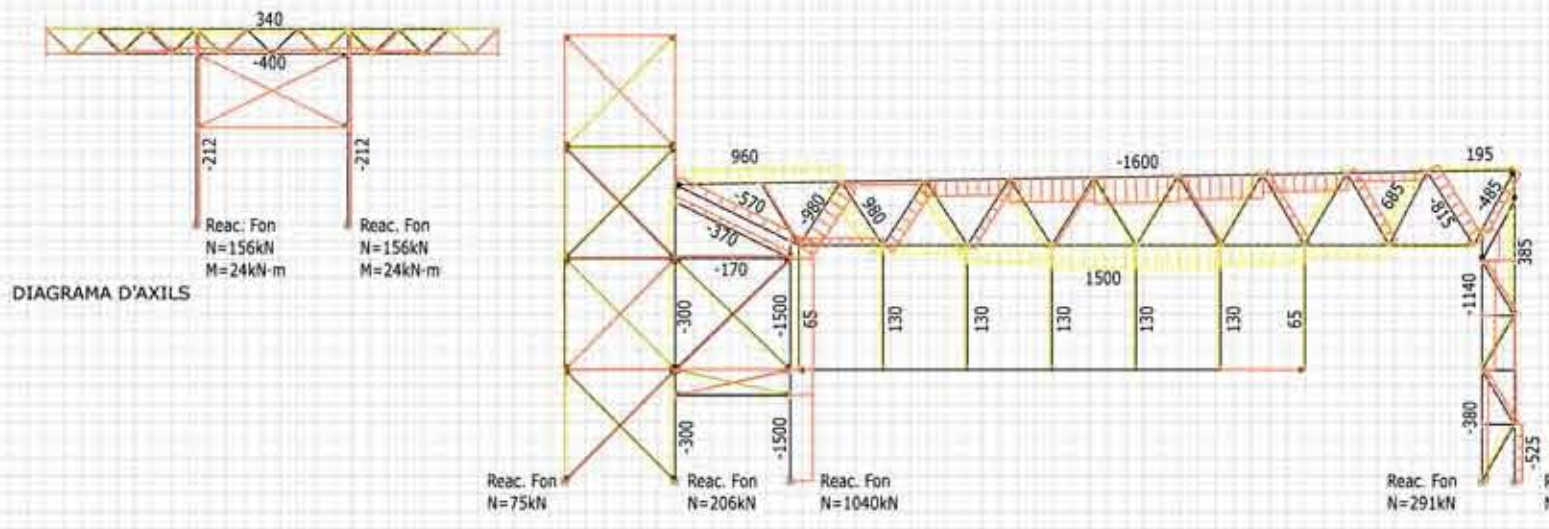 340
-400
-212
-212
Reac. Fon
N=156kN
M=24kN·m
Reac. Fon
N=156kN
M=24kN·m
DIAGRAMA D'AXILS
960
-1600
195
-570
-980
980
685
-815
-485
-370
-170
1500
385
-300
-1500
65
130
130
130
130
130
65
-1140
-300
-1500
-380
-525
Reac. Fon
N=75kN
Reac. Fon
N=206kN
Reac. Fon
N=1040kN
Reac. Fon
N=291kN